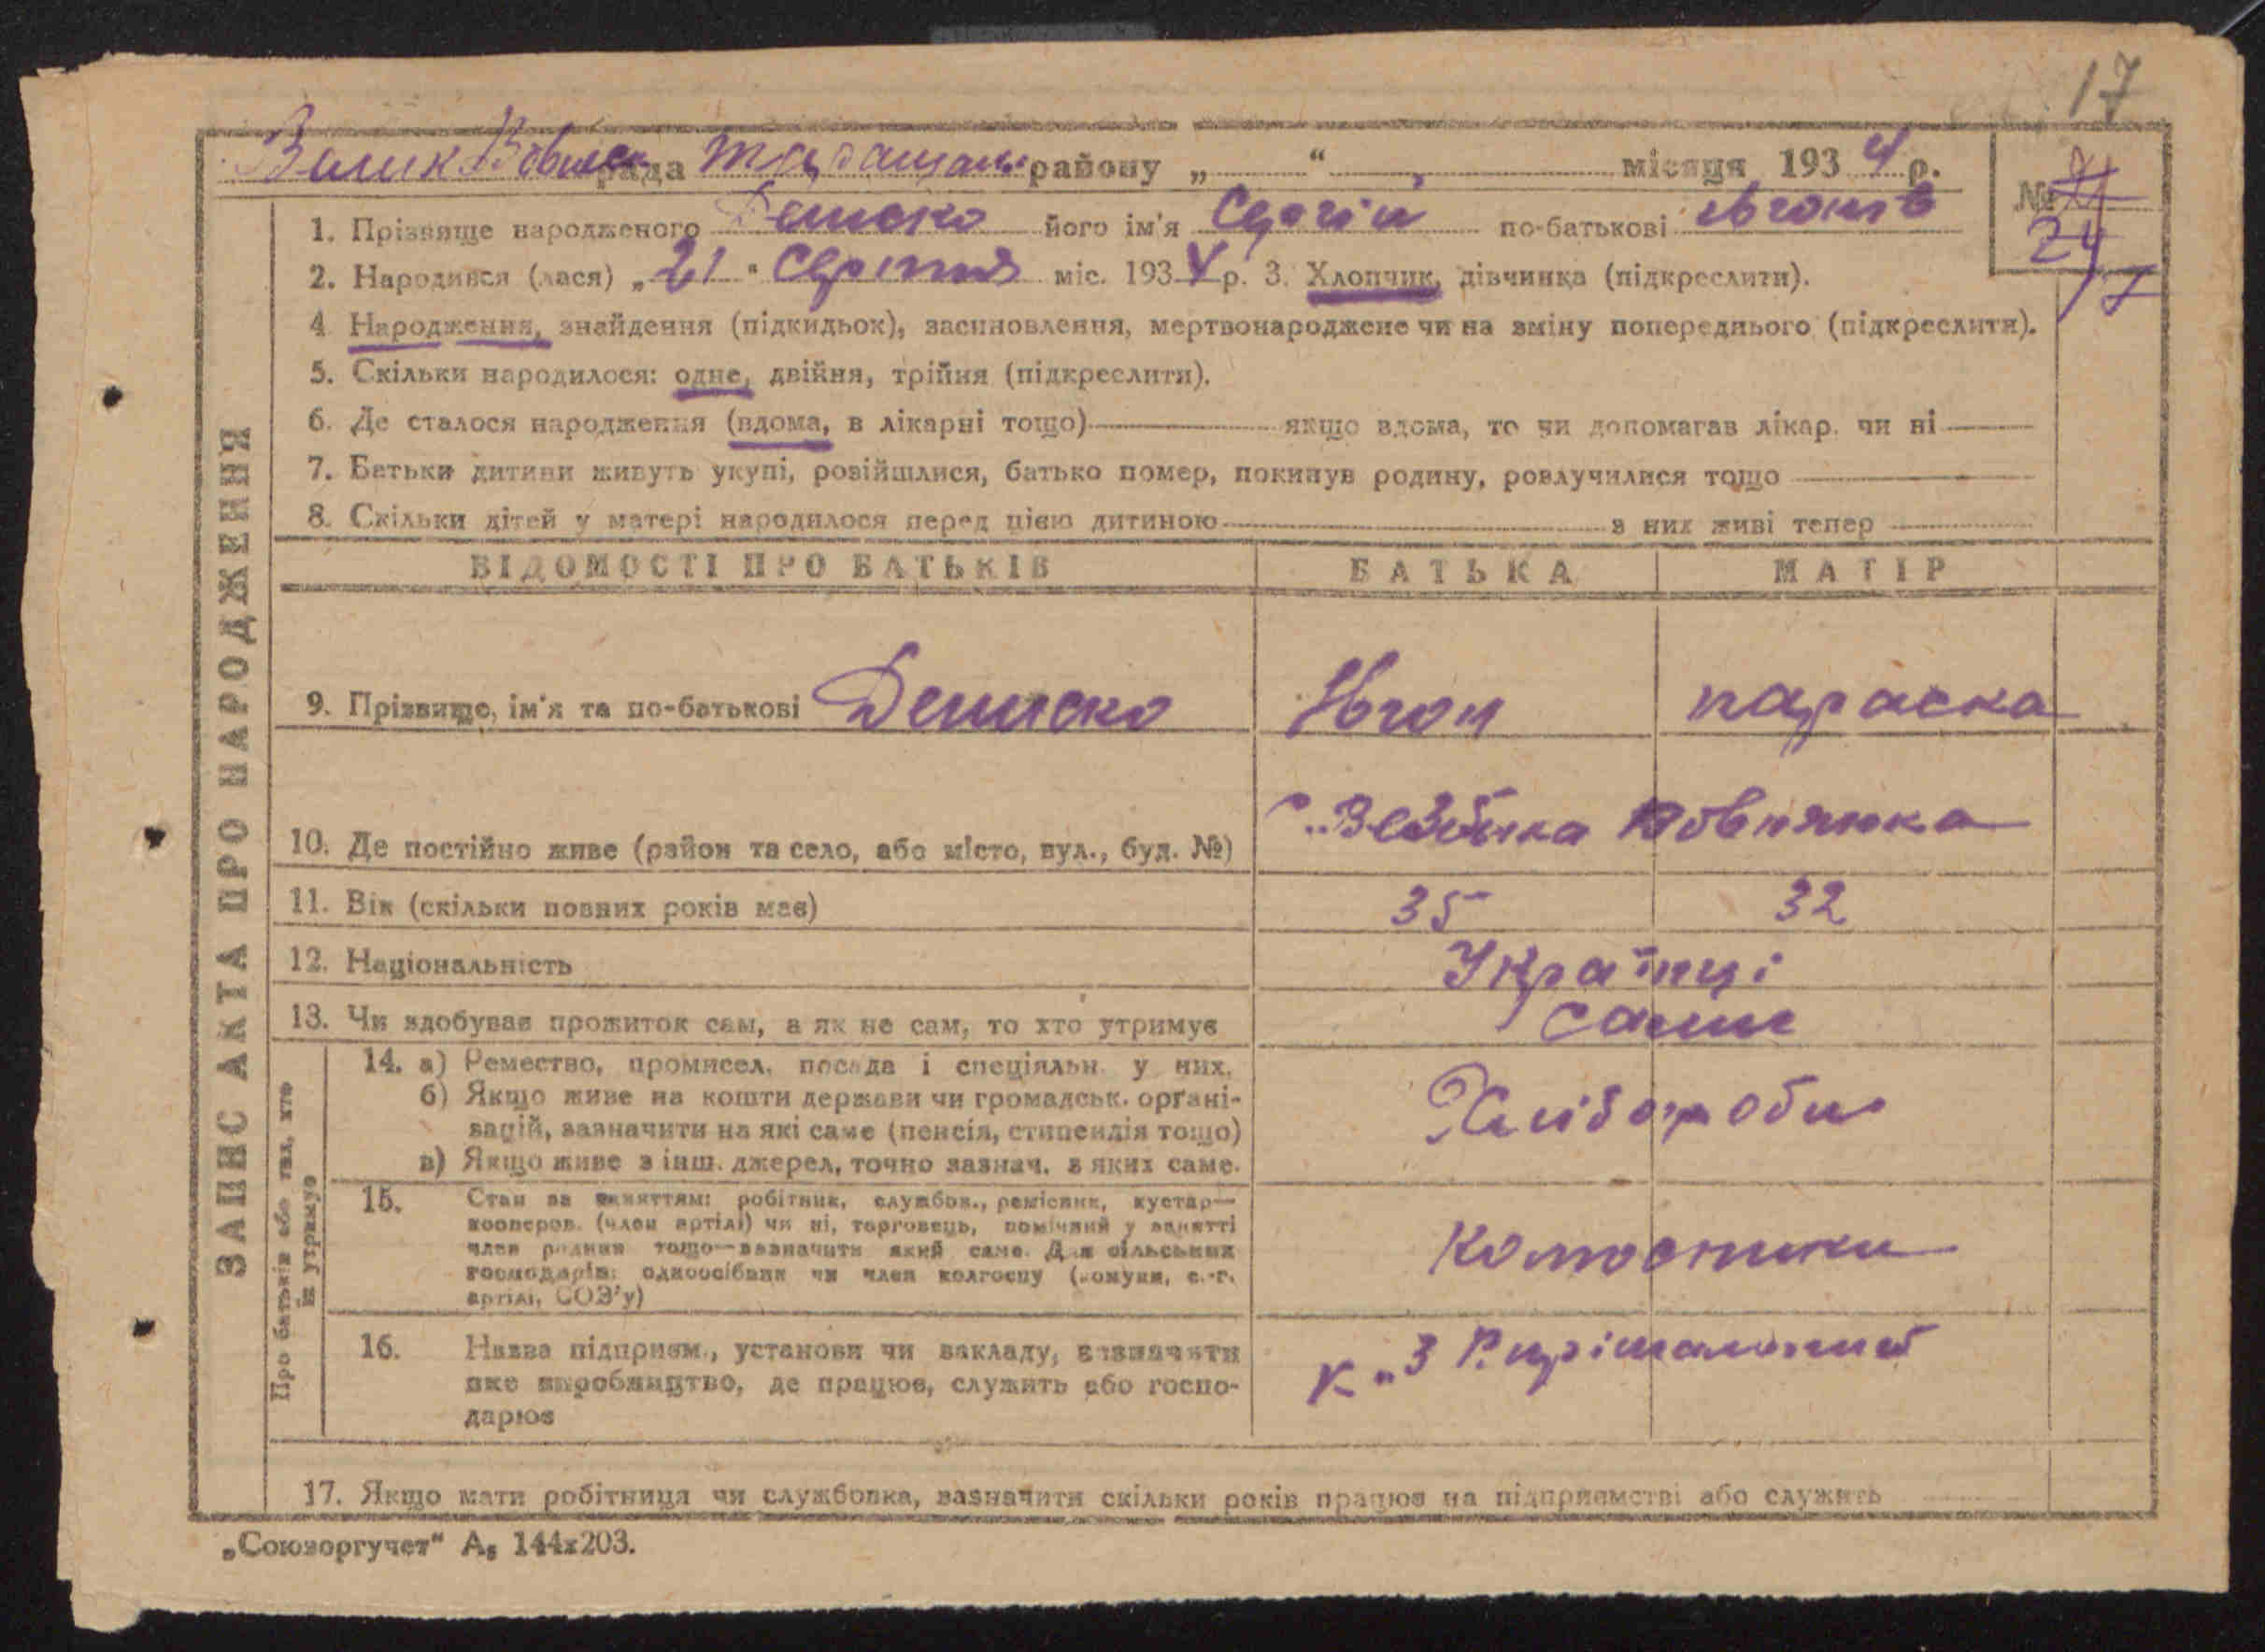 17
рада району „ “ місяця 1934 р.
№ 24
1. Прізвище народженого його ім'я Сергій по-батькові
2. Народився (лася) „21“ Серпня міс. 1934 р. 3. Хлопчик, дівчинка (підкреслити).
4 Народження, знайдення (підкидьок), засиновлення, мертвонароджене чи на зміну попереднього (підкреслити).
5. Скільки народилося: одне, двійня, трійня (підкреслити).
6. Де сталося народження (вдома, в лікарні тощо) якщо вдома, то чи допомагав лікар. чи ні
7. Батьки дитини живуть укупі, розійшлися, батько помер, покинув родину, розлучилися тощо
8. Скільки дітей у матері народилося перед цією дитиною з них живі тепер
ЗАПИС АКТА ПРО НАРОДЖЕННЯ
ВІДОМОСТІ ПРО БАТЬКІВ БАТЬКА МАТІР
9. Прізвище, ім'я та по-батькові параска
10. Де постійно живе (район та село, або місто, вул., буд. №) с. Вовнянка
11. Вік (скільки повних років має) 35 32
12. Національність Українці
13. Чи здобуває прожиток сам, а як не сам, то хто утримує сами
Про батьків або тих, хто їх утримує
14. а) Ремество, промисел, посада і спеціяльн. у них.
б) Якщо живе на кошти держави чи громадськ. органі-
зацій, зазначити на які саме (пенсія, стипендія тощо)
в) Якщо живе з інш. джерел, точно зазнач. з яких саме.
Хлібороби
15. Стан за заняттям: робітник, службов., ремісник, кустар—
кооперов. (член артілі) чи ні, торговець, помічний у занятті
член родини тощо—зазначити який саме. Для сільських
господарів: одноосібник чи член колгоспу (комуни, с.-г.
артілі, СОЗ'у)
16. Назва підприєм., установи чи закладу, зазначити
яке виробництво, де працює, служить або госпо-
дарює
17. Якщо мати робітниця чи службовка, зазначити скільки років працює на підприємстві або служить
„Союзоргучет“ А₅ 144х203.